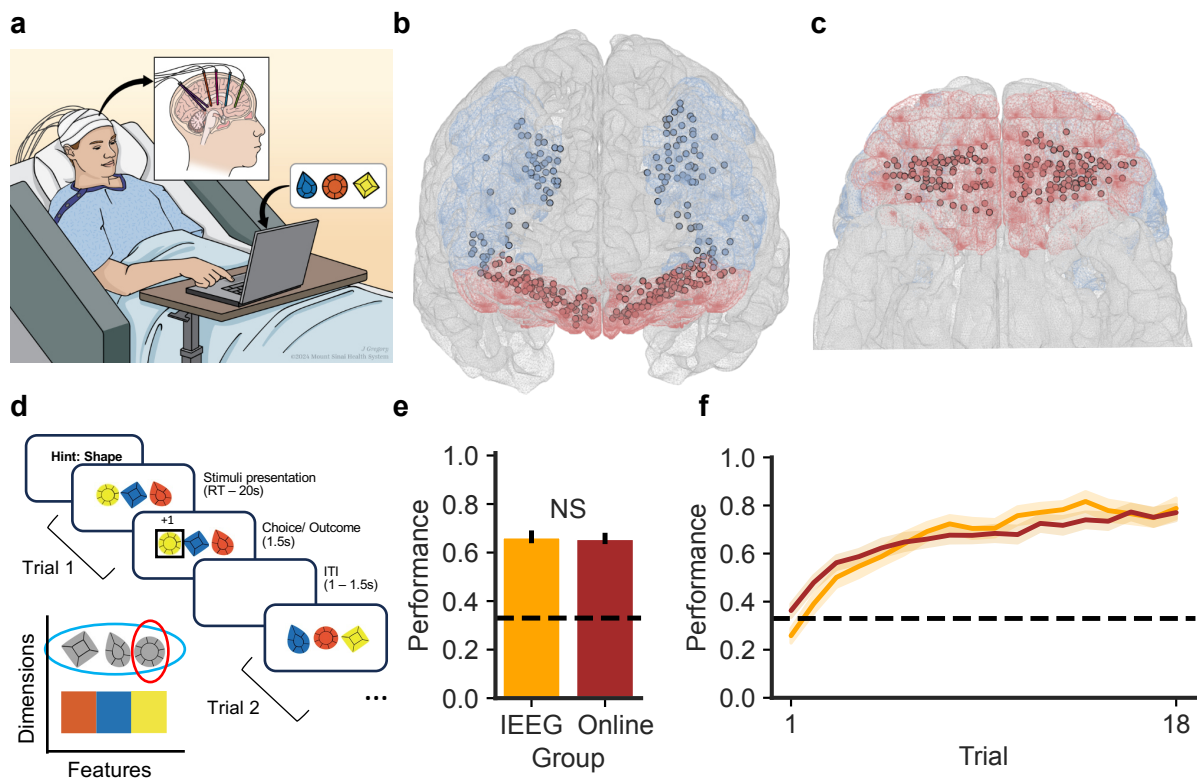 a
b
c
J Gregory
©2024 Mount Sinai Health System
d
Hint: Shape
Stimuli presentation
(RT – 20s)
+1
Choice/ Outcome
(1.5s)
Trial 1
ITI
(1 – 1.5s)
Trial 2
...
Dimensions
Features
e
1.0
0.8
0.6
0.4
0.2
0.0
Performance
NS
IEEG
Online
Group
f
1.0
0.8
0.6
0.4
0.2
0.0
Performance
1
18
Trial